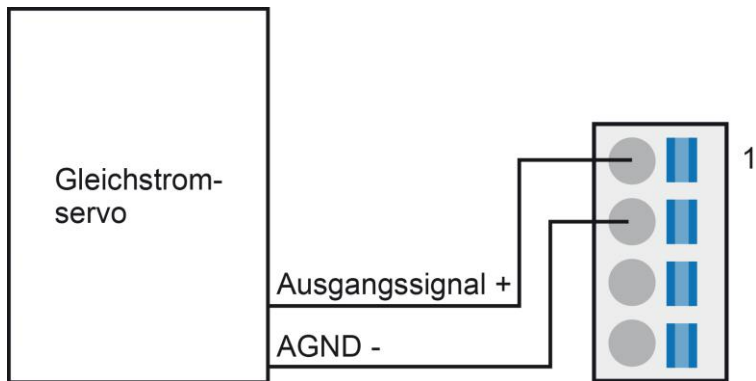 Gleichstrom-
servo
Ausgangssignal +
AGND -
1